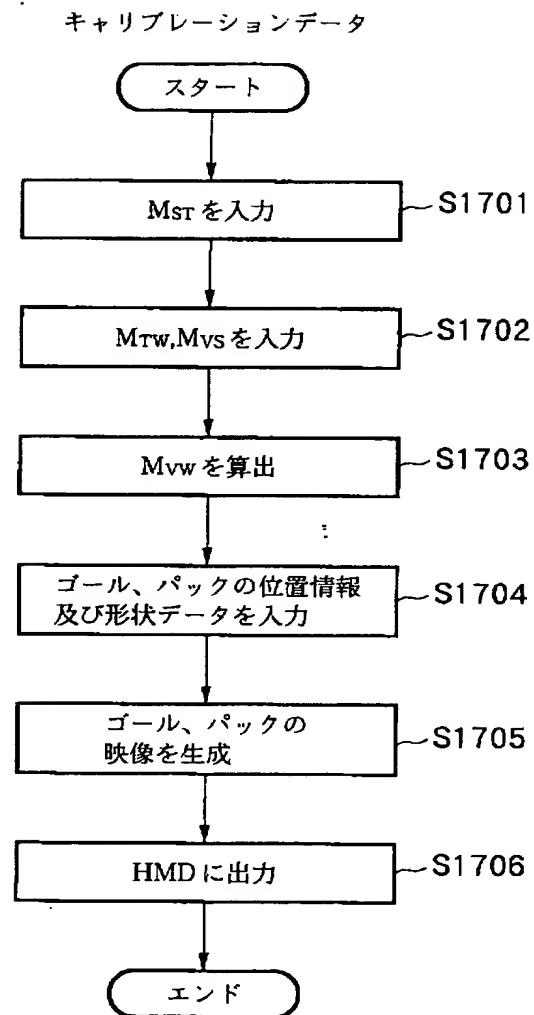 キャリブレーションデータ
スタート
MSTを入力 S1701
MTW,MVSを入力 S1702
MVWを算出 S1703
ゴール、パックの位置情報
及び形状データを入力 S1704
ゴール、パックの
映像を生成 S1705
HMDに出力 S1706
エンド